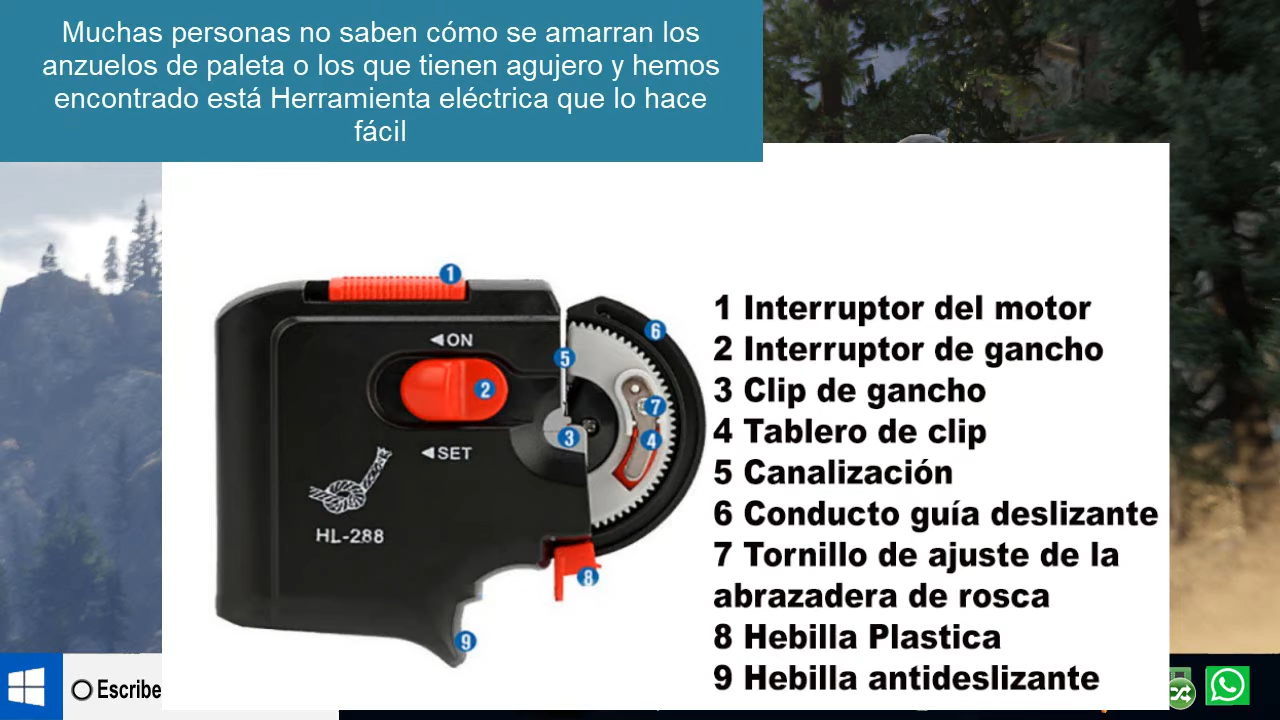 Muchas personas no saben cómo se amarran los
anzuelos de paleta o los que tienen agujero y hemos
encontrado está Herramienta eléctrica que lo hace
fácil
1
◄ON
2
◄SET
HL-288
3
4
5
6
7
8
9
1 Interruptor del motor
2 Interruptor de gancho
3 Clip de gancho
4 Tablero de clip
5 Canalización
6 Conducto guía deslizante
7 Tornillo de ajuste de la
abrazadera de rosca
8 Hebilla Plastica
9 Hebilla antideslizante
Escribe